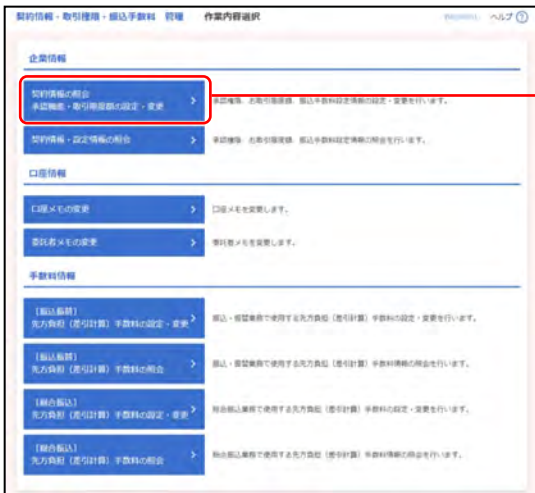 契約情報・取引権限・振込手数料 管理 作業内容選択
ヘルプ ?
企業情報
契約情報の照会
承認機能・取引限度額の設定・変更
承認権限、お取引限度額、振込手数料設定情報の設定・変更を行います。
契約情報・設定情報の照会
承認権限、お取引限度額、振込手数料設定情報の照会を行います。
口座情報
口座メモの変更
口座メモを変更します。
委託者メモの変更
委託者メモを変更します。
手数料情報
[振込振替]
先方負担(差引計算)手数料の設定・変更
振込・振替業務で使用する先方負担(差引計算)手数料の設定・変更を行います。
[振込振替]
先方負担(差引計算)手数料の照会
振込・振替業務で使用する先方負担(差引計算)手数料情報の照会を行います。
[総合振込]
先方負担(差引計算)手数料の設定・変更
総合振込業務で使用する先方負担(差引計算)手数料の設定・変更を行います。
[総合振込]
先方負担(差引計算)手数料の照会
総合振込業務で使用する先方負担(差引計算)手数料情報の照会を行います。